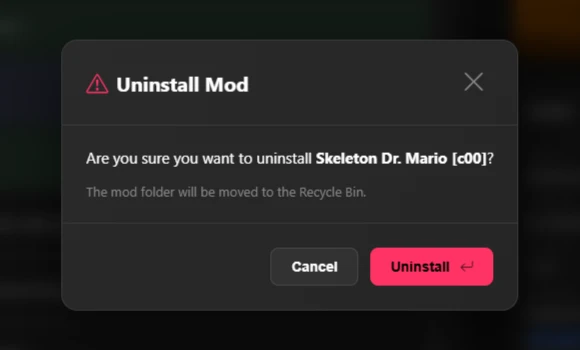 Uninstall Mod
Are you sure you want to uninstall Skeleton Dr. Mario [c00]?
The mod folder will be moved to the Recycle Bin.
Cancel
Uninstall